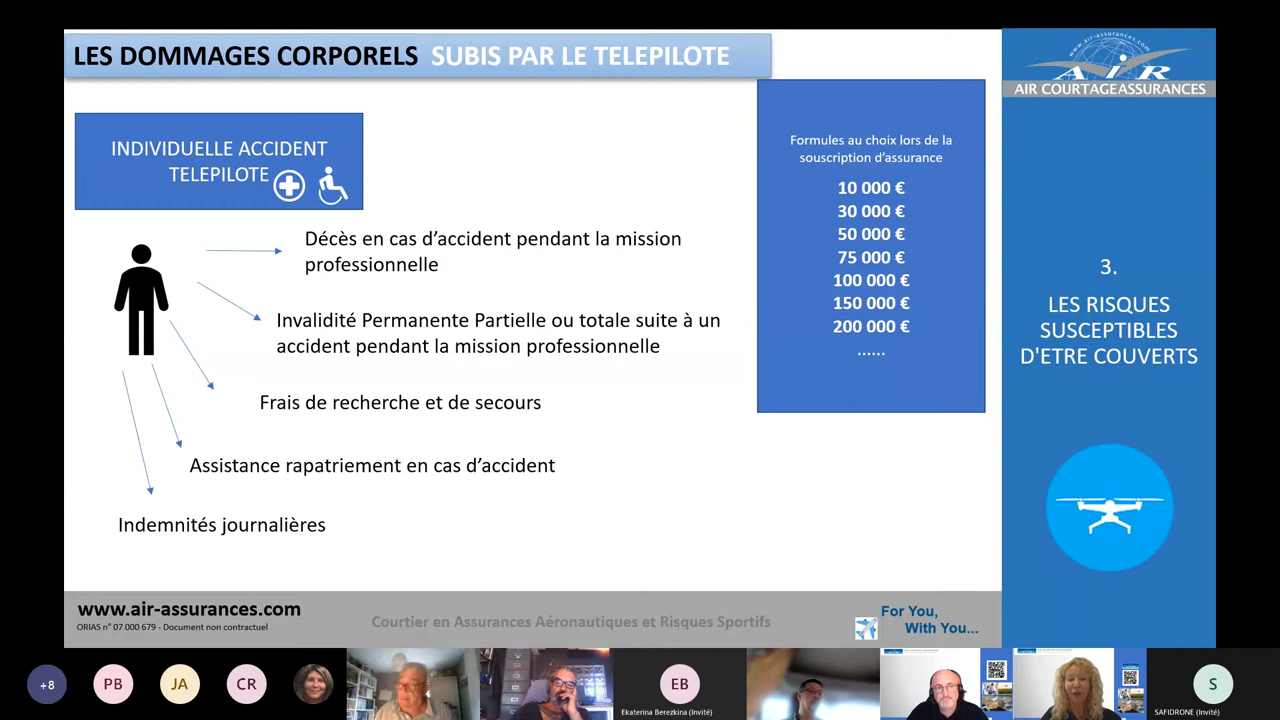 LES DOMMAGES CORPORELS SUBIS PAR LE TELEPILOTE
www.air-assurances.com
AIR
AIR COURTAGEASSURANCES
INDIVIDUELLE ACCIDENT
TELEPILOTE
Formules au choix lors de la
souscription d’assurance
10 000 €
30 000 €
50 000 €
75 000 €
100 000 €
150 000 €
200 000 €
......
Décès en cas d’accident pendant la mission
professionnelle
Invalidité Permanente Partielle ou totale suite à un
accident pendant la mission professionnelle
Frais de recherche et de secours
Assistance rapatriement en cas d’accident
Indemnités journalières
3.
LES RISQUES
SUSCEPTIBLES
D'ETRE COUVERTS
www.air-assurances.com
ORIAS n° 07 000 679 - Document non contractuel
Courtier en Assurances Aéronautiques et Risques Sportifs
For You,
With You...
+8
PB
JA
CR
EB
Ekaterina Berezkina (Invité)
S
SAFIDRONE (Invité)